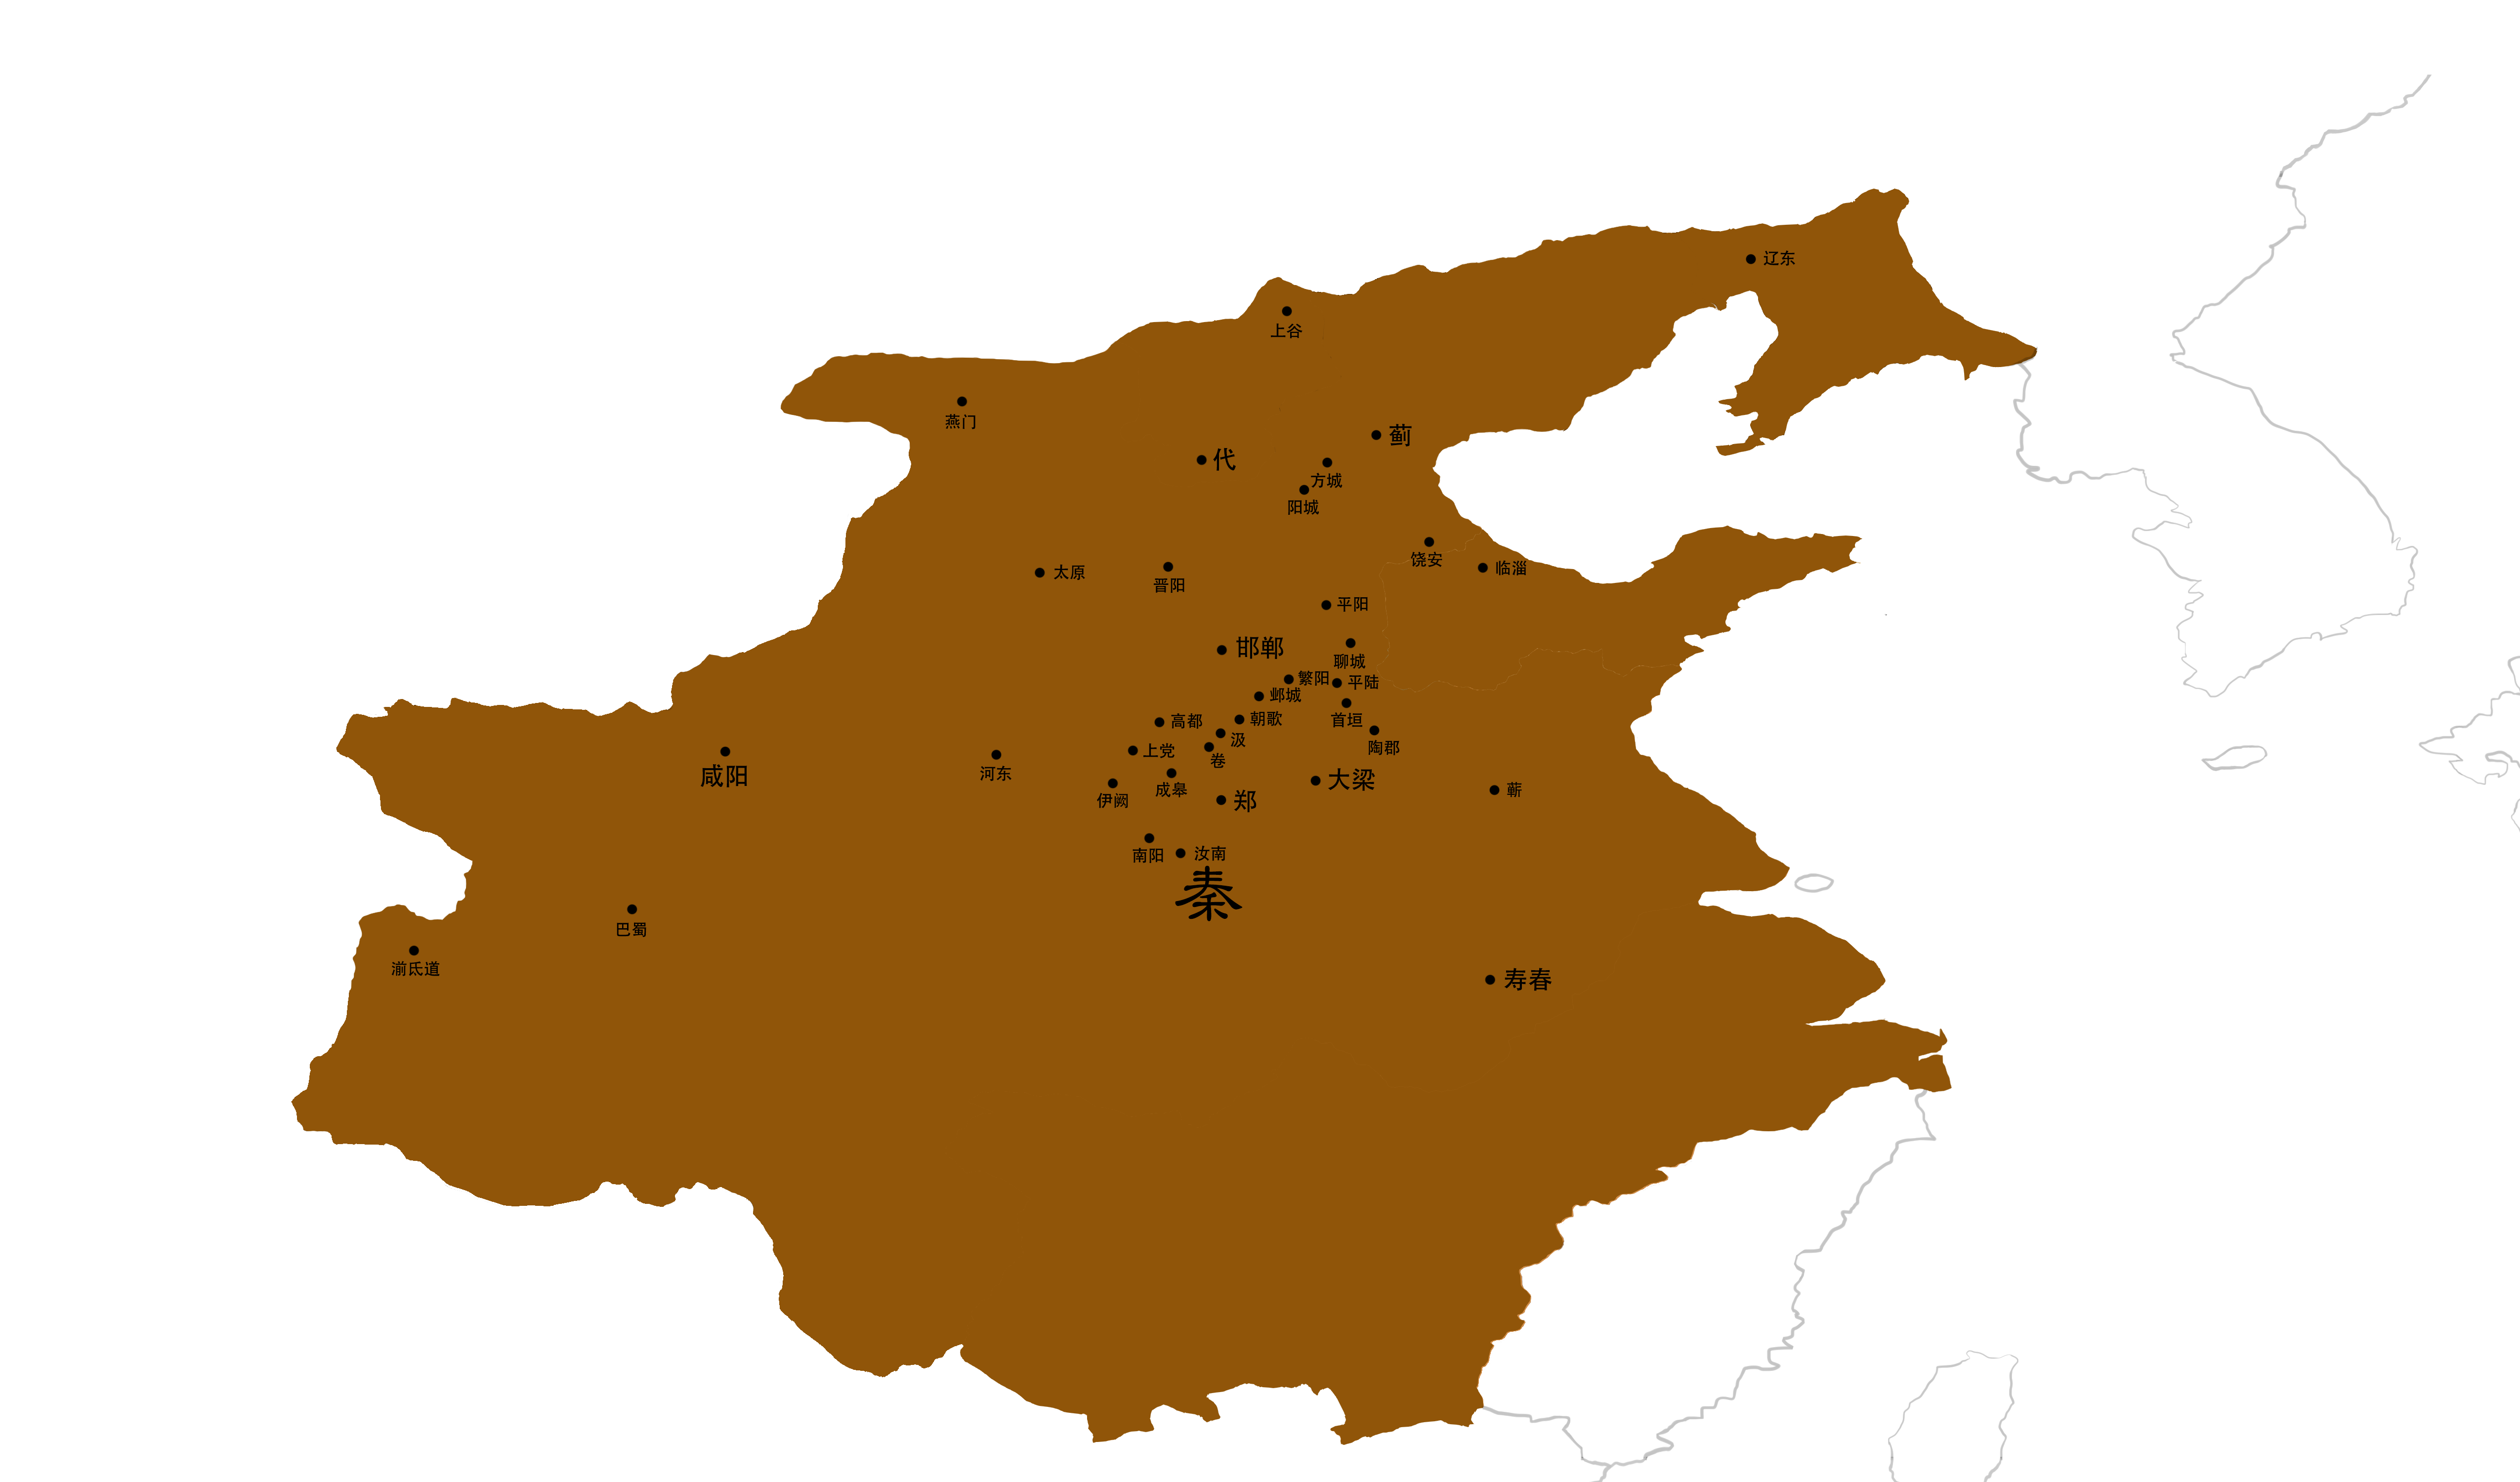 辽东
上谷
燕门
蓟
代
方城
阳城
饶安
临淄
太原
晋阳
平阳
邯郸
聊城
繁阳
平陆
邺城
首垣
高都
朝歌
汲
陶郡
上党
卷
咸阳
河东
成皋
大梁
伊阙
郑
蕲
南阳
汝南
秦
巴蜀
湔氐道
寿春